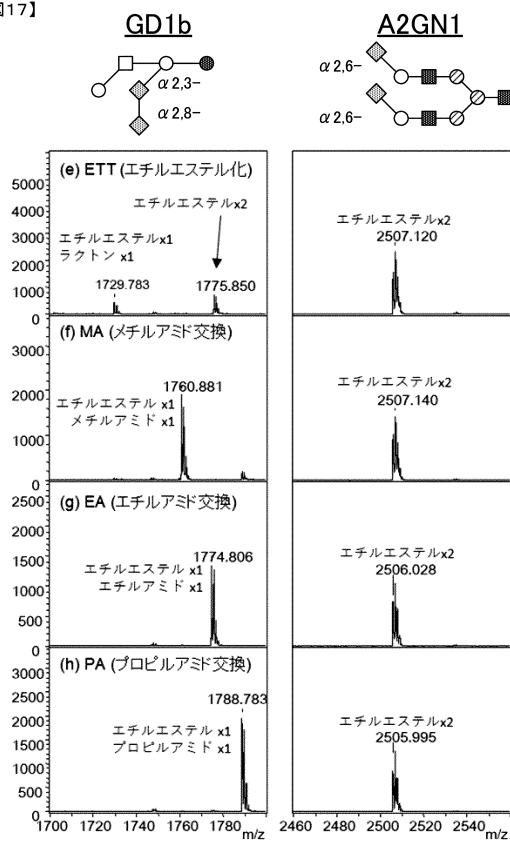 図17】
GD1b
A2GN1
α2,3-
α2,8-
α2,6-
α2,6-
(e) ETT (エチルエステル化)
5000
4000
3000
2000
1000
0
エチルエステルx2
エチルエステルx1
ラクトン x1
1729.783
1775.850
エチルエステルx2
2507.120
(f) MA (メチルアミド交換)
3000
2000
1000
0
1760.881
エチルエステル x1
メチルアミド x1
エチルエステルx2
2507.140
(g) EA (エチルアミド交換)
2500
2000
1500
1000
500
0
1774.806
エチルエステル x1
エチルアミド x1
エチルエステルx2
2506.028
(h) PA (プロピルアミド交換)
3000
2500
2000
1500
1000
500
0
1788.783
エチルエステル x1
プロピルアミド x1
エチルエステルx2
2505.995
1700 1720 1740 1760 1780 m/z
2460 2480 2500 2520 2540 m/z